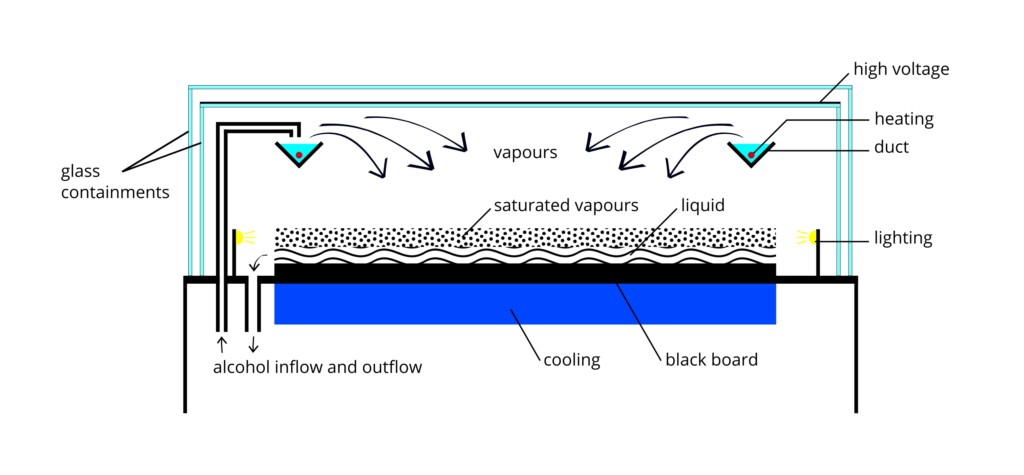 high voltage
heating
duct
glass
containments
vapours
saturated vapours
liquid
lighting
cooling
black board
alcohol inflow and outflow